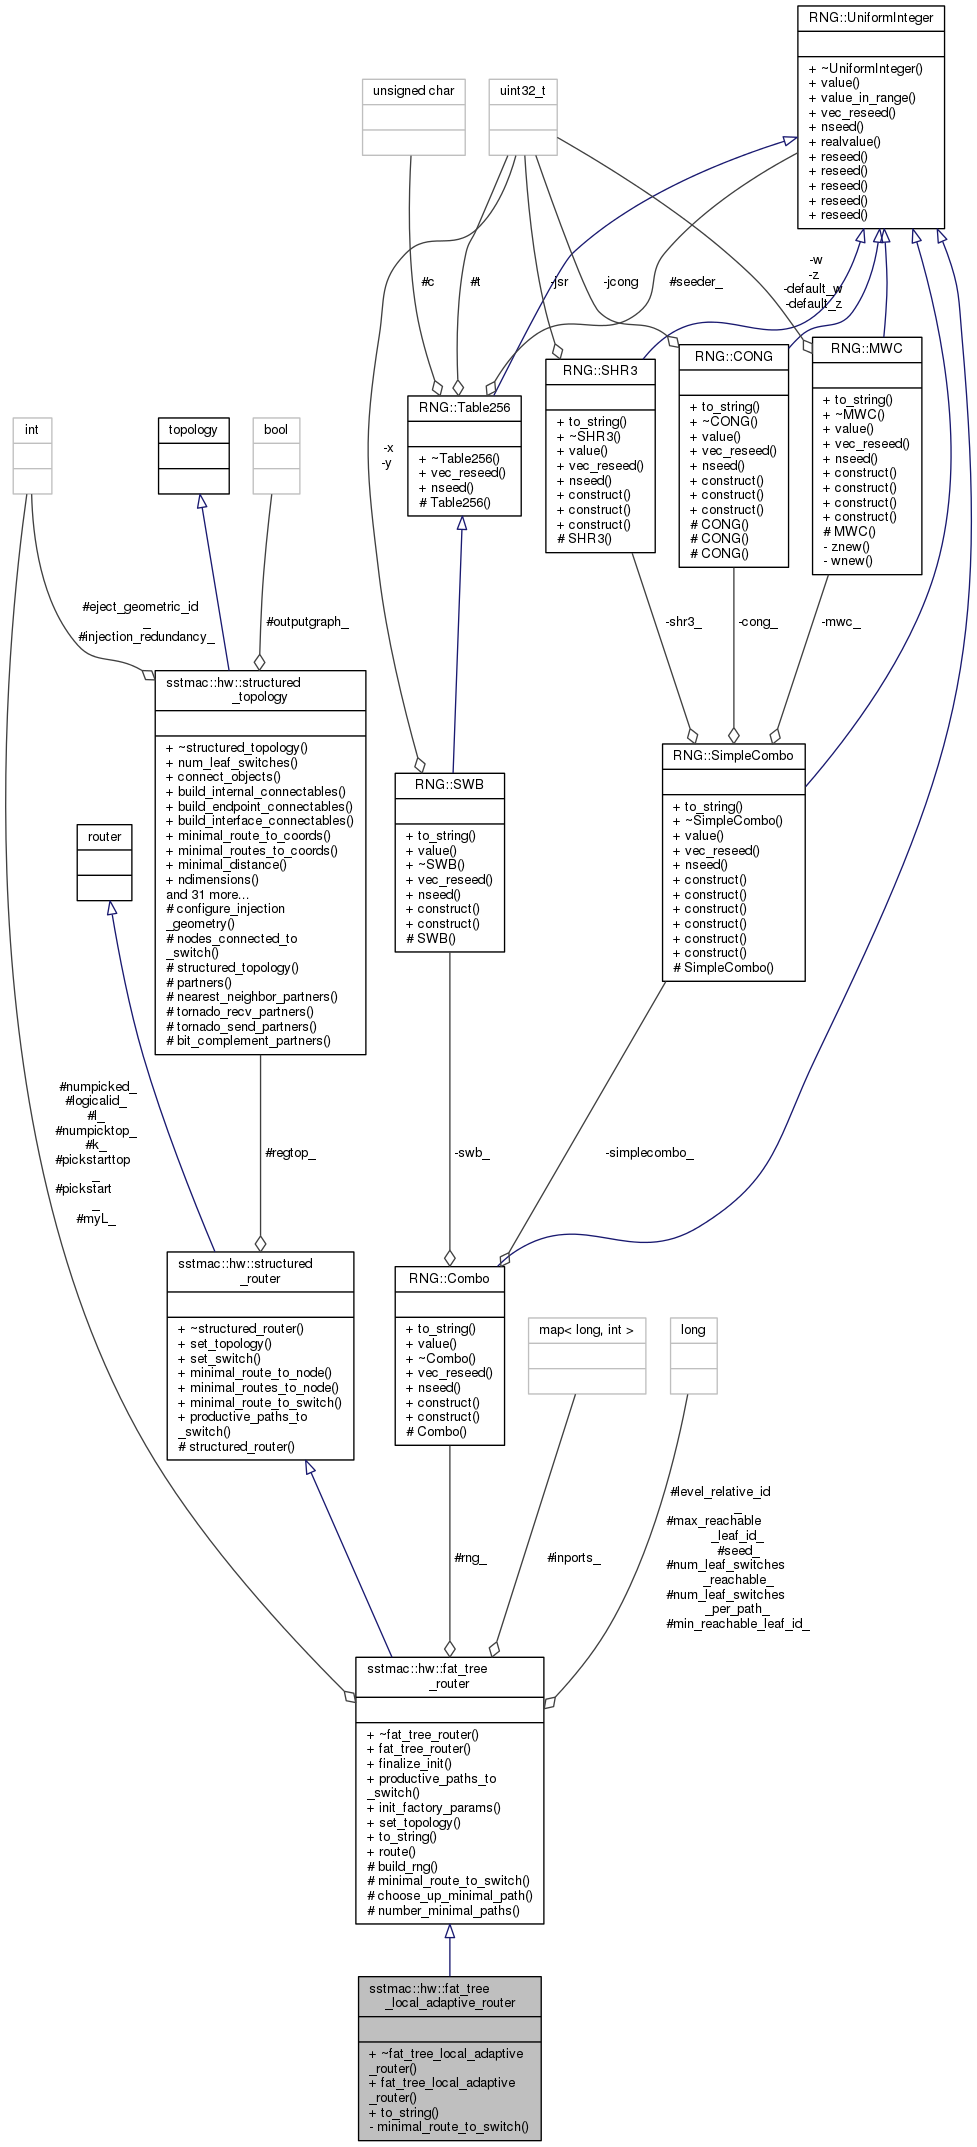 RNG::UniformInteger
+ ~UniformInteger()
+ value()
+ value_in_range()
+ vec_reseed()
+ nseed()
+ realvalue()
+ reseed()
+ reseed()
+ reseed()
+ reseed()
+ reseed()
unsigned char
uint32_t
#c
#t
-jsr
-jcong
#seeder_
-w
-z
-default_w
-default_z
RNG::Table256
+ ~Table256()
+ vec_reseed()
+ nseed()
# Table256()
RNG::SHR3
+ to_string()
+ ~SHR3()
+ value()
+ vec_reseed()
+ nseed()
+ construct()
+ construct()
+ construct()
# SHR3()
RNG::CONG
+ to_string()
+ ~CONG()
+ value()
+ vec_reseed()
+ nseed()
+ construct()
+ construct()
+ construct()
# CONG()
# CONG()
# CONG()
RNG::MWC
+ to_string()
+ ~MWC()
+ value()
+ vec_reseed()
+ nseed()
+ construct()
+ construct()
+ construct()
+ construct()
# MWC()
- znew()
- wnew()
int
topology
bool
-x
-y
#eject_geometric_id
_
#injection_redundancy_
#outputgraph_
-shr3_
-cong_
-mwc_
sstmac::hw::structured
_topology
+ ~structured_topology()
+ num_leaf_switches()
+ connect_objects()
+ build_internal_connectables()
+ build_endpoint_connectables()
+ build_interface_connectables()
+ minimal_route_to_coords()
+ minimal_routes_to_coords()
+ minimal_distance()
+ ndimensions()
and 31 more...
# configure_injection
_geometry()
# nodes_connected_to
_switch()
# structured_topology()
# partners()
# nearest_neighbor_partners()
# tornado_recv_partners()
# tornado_send_partners()
# bit_complement_partners()
router
RNG::SWB
+ to_string()
+ value()
+ ~SWB()
+ vec_reseed()
+ nseed()
+ construct()
+ construct()
# SWB()
RNG::SimpleCombo
+ to_string()
+ ~SimpleCombo()
+ value()
+ vec_reseed()
+ nseed()
+ construct()
+ construct()
+ construct()
+ construct()
+ construct()
+ construct()
# SimpleCombo()
#numpicked_
#logicalid_
#l_
#numpicktop_
#k_
#pickstarttop
_
#pickstart
_
#myL_
#regtop_
-swb_
-simplecombo_
sstmac::hw::structured
_router
+ ~structured_router()
+ set_topology()
+ set_switch()
+ minimal_route_to_node()
+ minimal_routes_to_node()
+ minimal_route_to_switch()
+ productive_paths_to
_switch()
# structured_router()
RNG::Combo
+ to_string()
+ value()
+ ~Combo()
+ vec_reseed()
+ nseed()
+ construct()
+ construct()
# Combo()
map< long, int >
long
#rng_
#inports_
#level_relative_id
_
#max_reachable
_leaf_id_
#seed_
#num_leaf_switches
_reachable_
#num_leaf_switches
_per_path_
#min_reachable_leaf_id_
sstmac::hw::fat_tree
_router
+ ~fat_tree_router()
+ fat_tree_router()
+ finalize_init()
+ productive_paths_to
_switch()
+ init_factory_params()
+ set_topology()
+ to_string()
+ route()
# build_rng()
# minimal_route_to_switch()
# choose_up_minimal_path()
# number_minimal_paths()
sstmac::hw::fat_tree
_local_adaptive_router
+ ~fat_tree_local_adaptive
_router()
+ fat_tree_local_adaptive
_router()
+ to_string()
- minimal_route_to_switch()